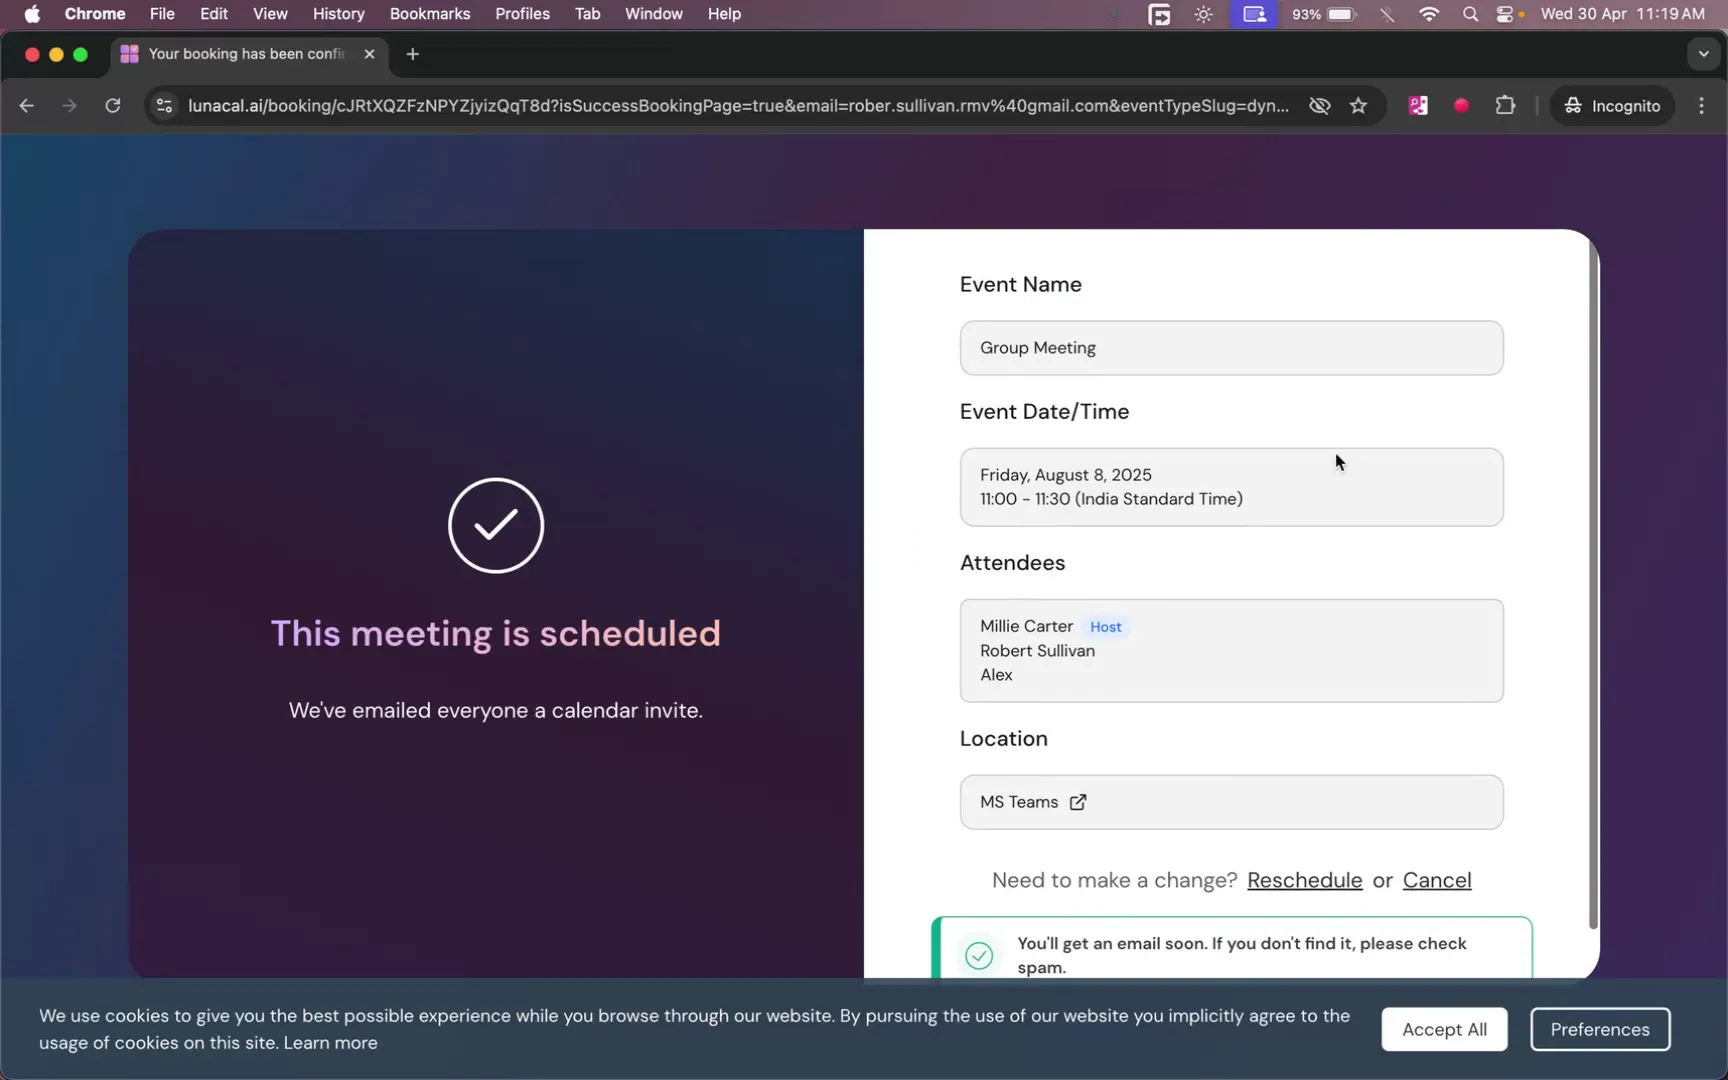 Chrome File Edit View History Bookmarks Profiles Tab Window Help 93% Wed 30 Apr 11:19 AM
Your booking has been confir
lunacal.ai/booking/cJRtXQZFzNPYZjyizQqT8d?isSuccessBookingPage=true&email=rober.sullivan.rmv%40gmail.com&eventTypeSlug=dyn... Incognito
This meeting is scheduled
We've emailed everyone a calendar invite.
Event Name
Group Meeting
Event Date/Time
Friday, August 8, 2025
11:00 - 11:30 (India Standard Time)
Attendees
Millie Carter Host
Robert Sullivan
Alex
Location
MS Teams
Need to make a change? Reschedule or Cancel
You'll get an email soon. If you don't find it, please check
spam.
We use cookies to give you the best possible experience while you browse through our website. By pursuing the use of our website you implicitly agree to the
usage of cookies on this site. Learn more
Accept All Preferences